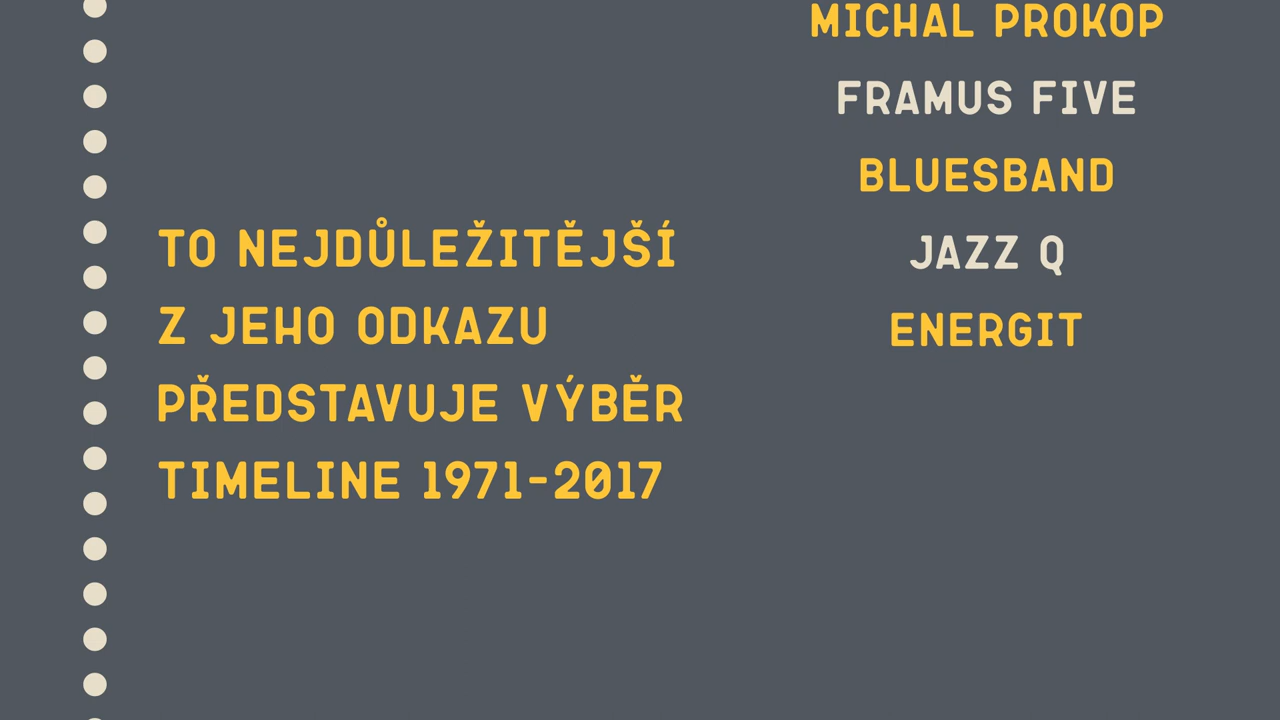 MICHAL PROKOP
FRAMUS FIVE
BLUESBAND
JAZZ Q
ENERGIT
TO NEJDŮLEŽITĚJŠÍ
Z JEHO ODKAZU
PŘEDSTAVUJE VÝBĚR
TIMELINE 1971-2017